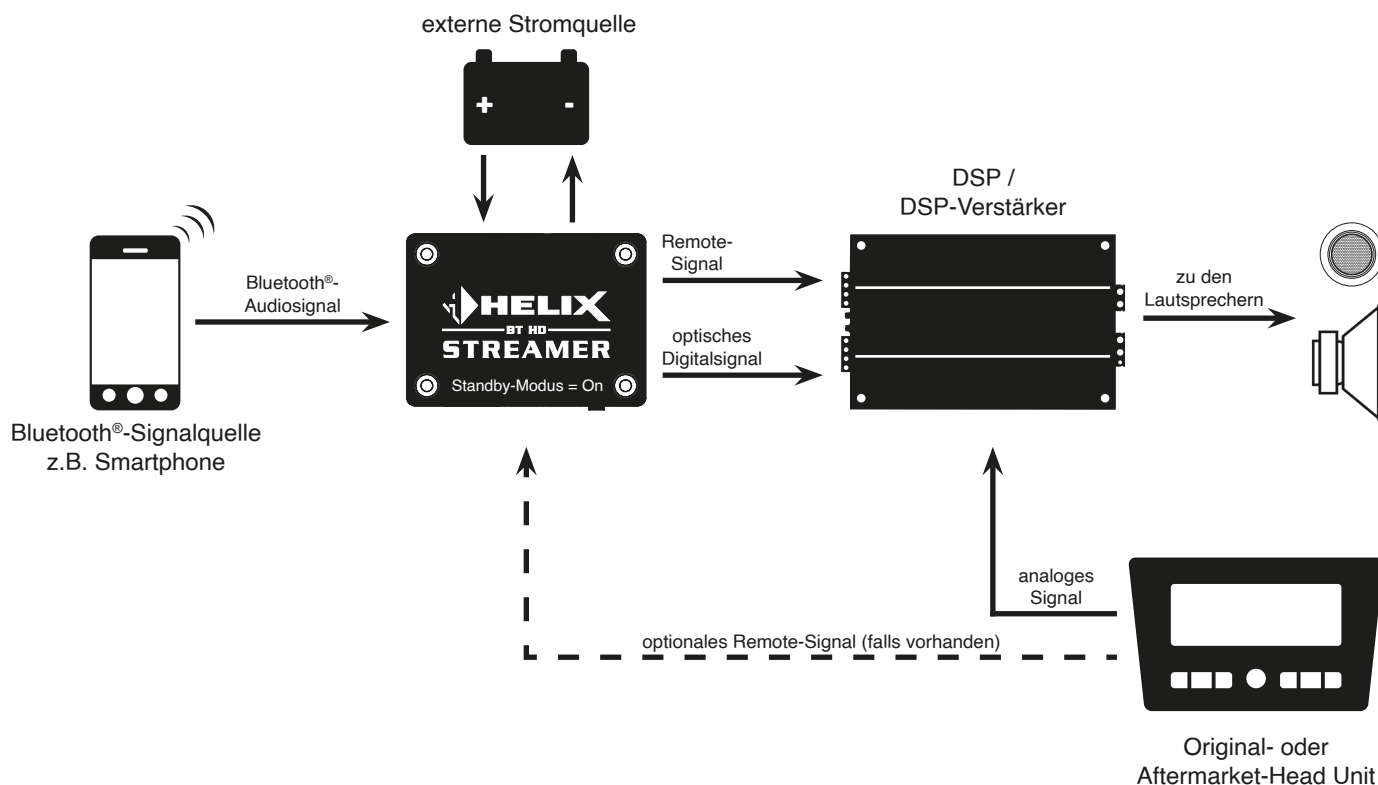 externe Stromquelle
+ -
DSP /
DSP-Verstärker
Remote-
Signal
Bluetooth®-
Audiosignal
HELIX
BT HD
STREAMER
Standby-Modus = On
optisches
Digitalsignal
zu den
Lautsprechern
Bluetooth®-Signalquelle
z.B. Smartphone
analoges
Signal
optionales Remote-Signal (falls vorhanden)
Original- oder
Aftermarket-Head Unit